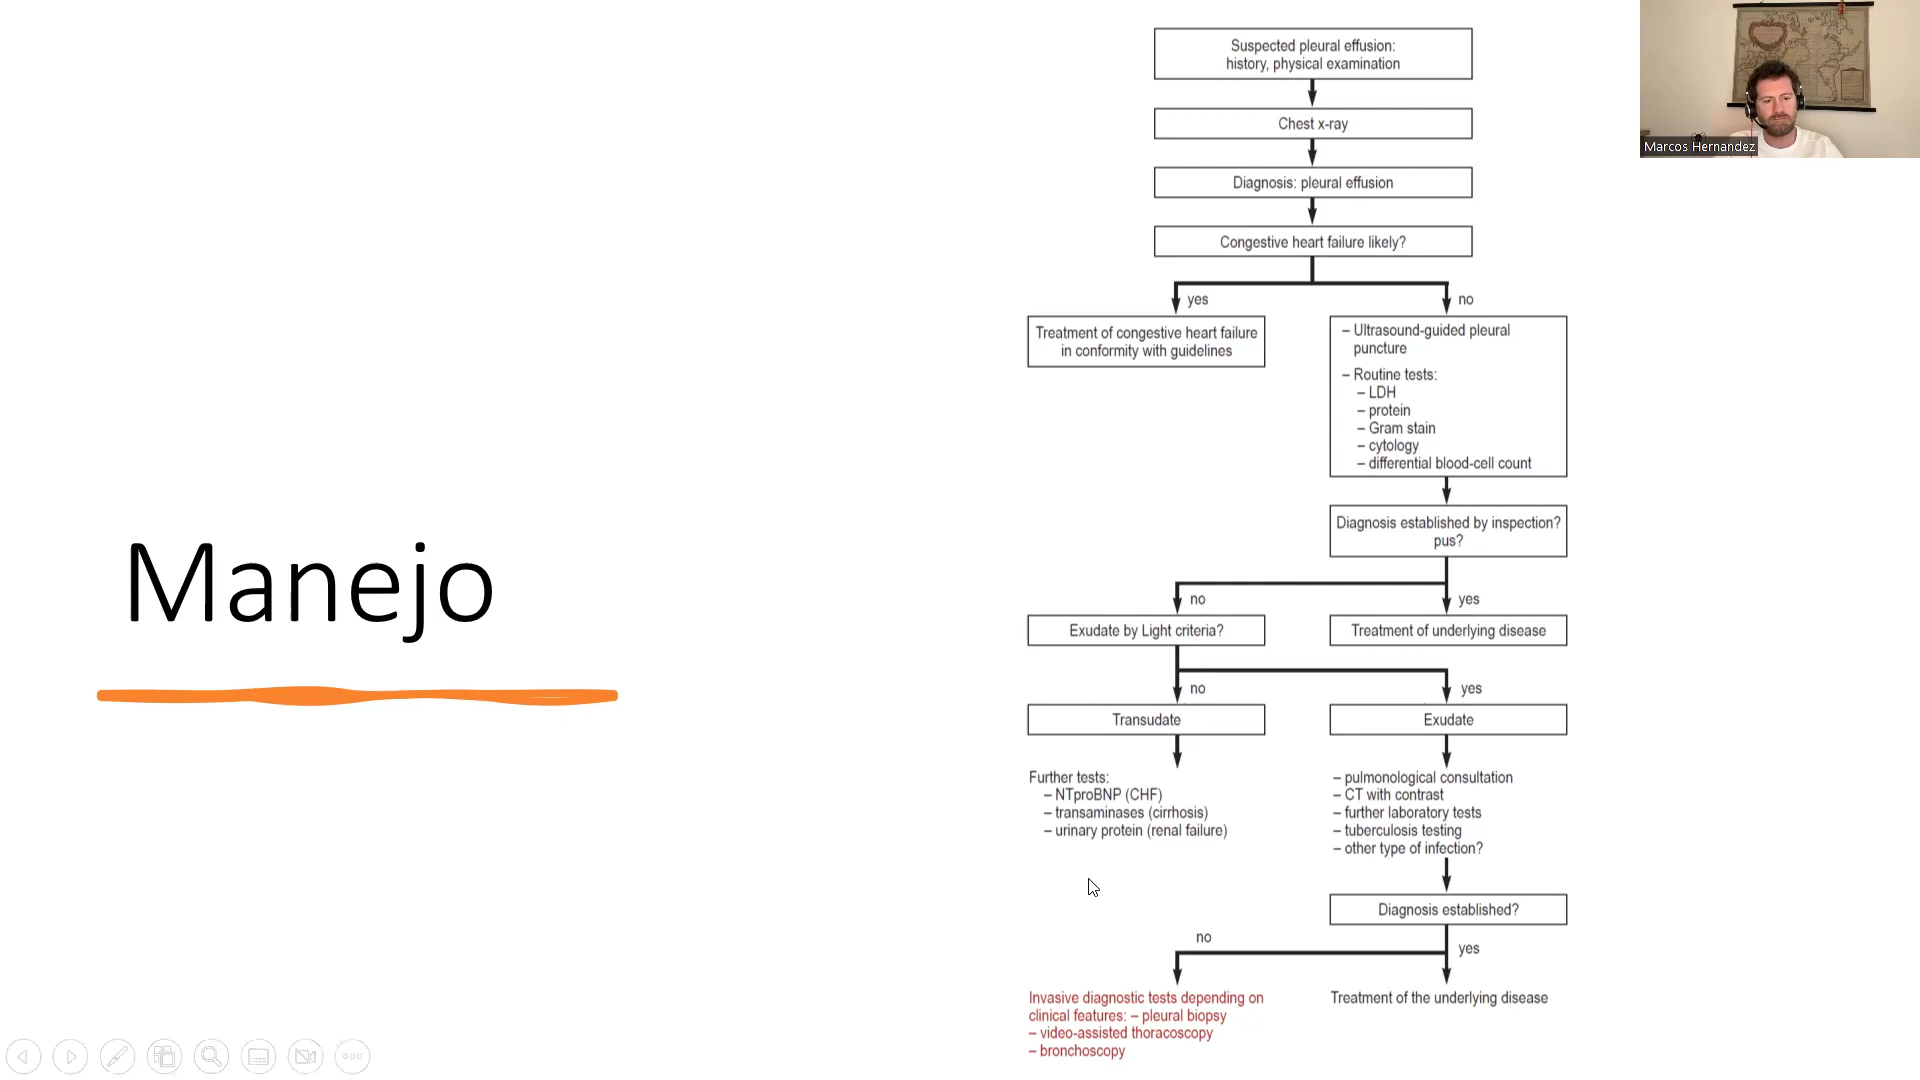 Manejo
Suspected pleural effusion:
history, physical examination
Chest x-ray
Diagnosis: pleural effusion
Congestive heart failure likely?
yes
no
Treatment of congestive heart failure
in conformity with guidelines
– Ultrasound-guided pleural
puncture
– Routine tests:
– LDH
– protein
– Gram stain
– cytology
– differential blood-cell count
Diagnosis established by inspection?
pus?
no
yes
Exudate by Light criteria?
Treatment of underlying disease
no
yes
Transudate
Exudate
Further tests:
– NTproBNP (CHF)
– transaminases (cirrhosis)
– urinary protein (renal failure)
– pulmonological consultation
– CT with contrast
– further laboratory tests
– tuberculosis testing
– other type of infection?
Diagnosis established?
no
yes
Invasive diagnostic tests depending on
clinical features: – pleural biopsy
– video-assisted thoracoscopy
– bronchoscopy
Treatment of the underlying disease
Marcos Hernandez